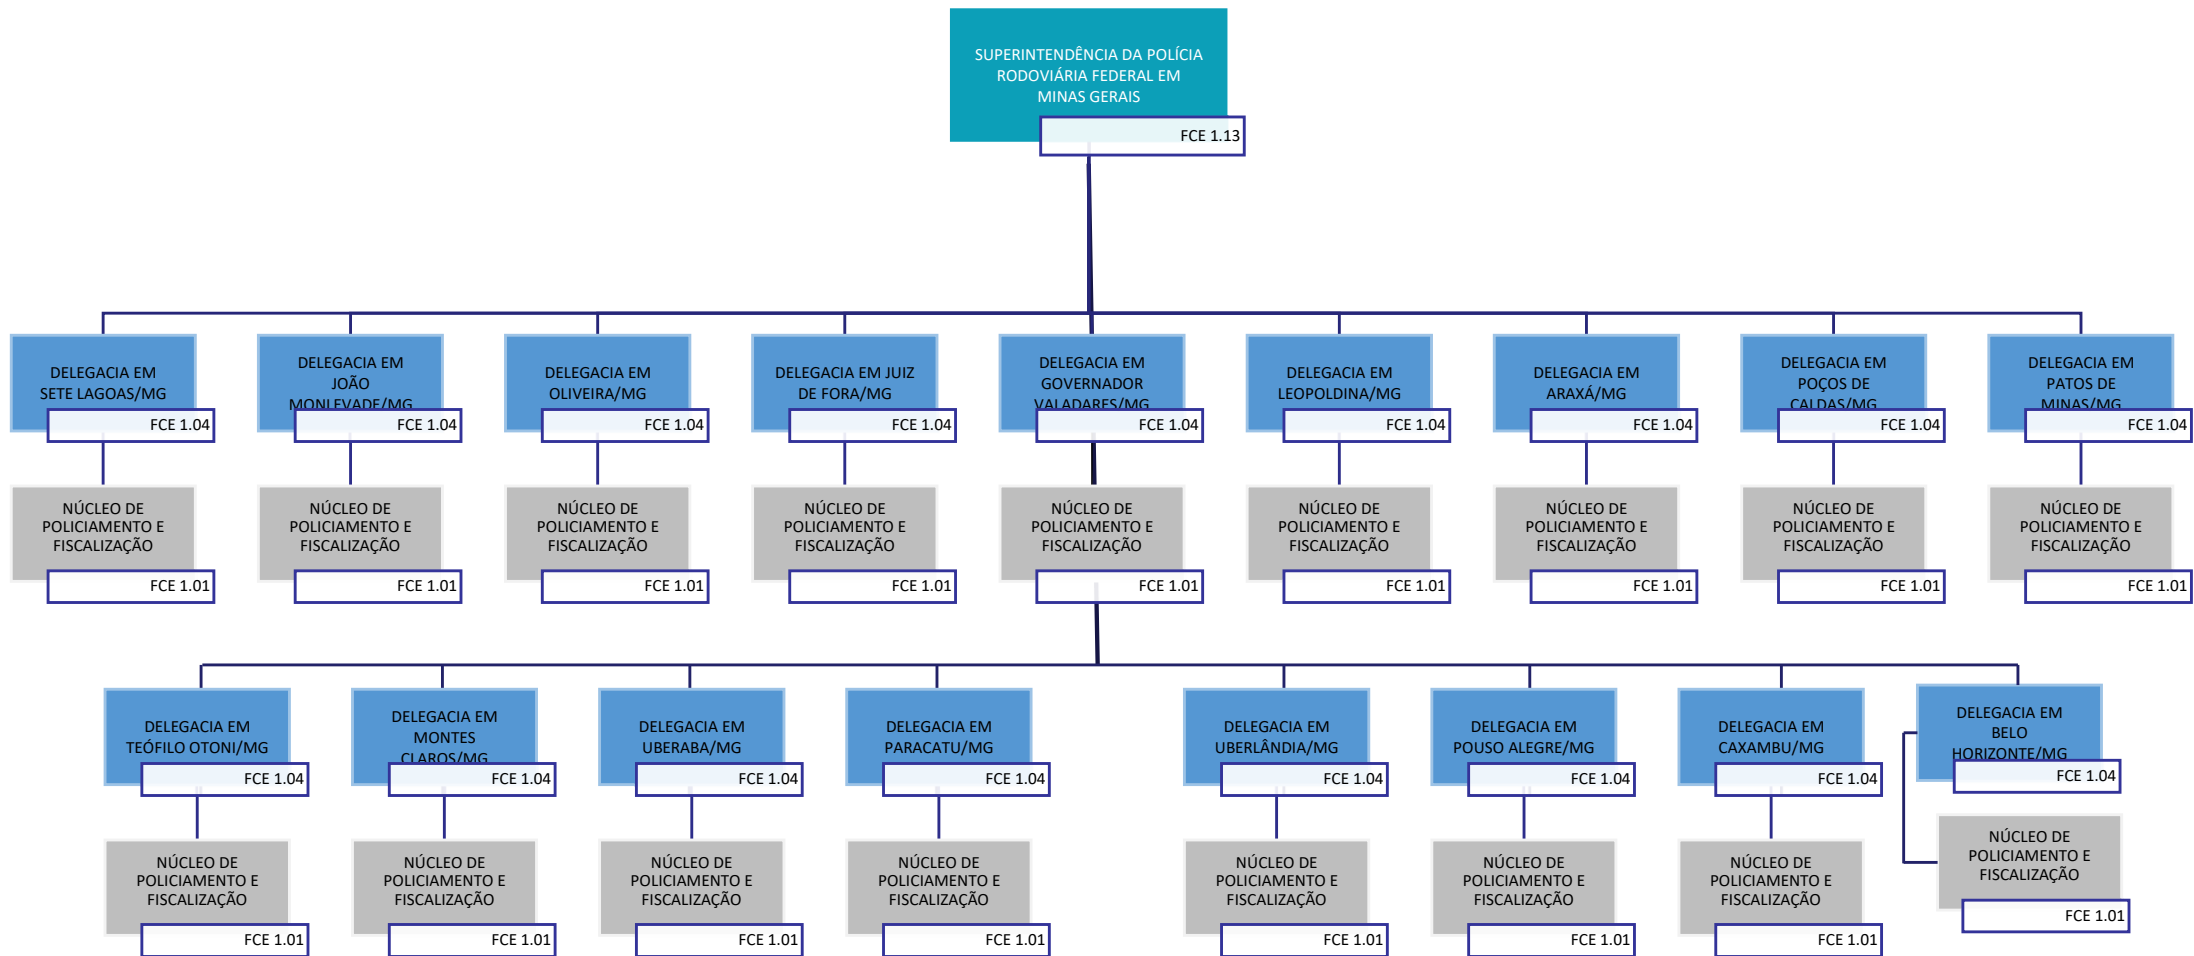 SUPERINTENDÊNCIA DA POLÍCIA
RODOVIÁRIA FEDERAL EM
MINAS GERAIS
FCE 1.13
DELEGACIA EM
SETE LAGOAS/MG
FCE 1.04
DELEGACIA EM
JOÃO
MONLEVADE/MG
FCE 1.04
DELEGACIA EM
OLIVEIRA/MG
FCE 1.04
DELEGACIA EM JUIZ
DE FORA/MG
FCE 1.04
DELEGACIA EM
GOVERNADOR
VALADARES/MG
FCE 1.04
DELEGACIA EM
LEOPOLDINA/MG
FCE 1.04
DELEGACIA EM
ARAXÁ/MG
FCE 1.04
DELEGACIA EM
POÇOS DE
CALDAS/MG
FCE 1.04
DELEGACIA EM
PATOS DE
MINAS/MG
FCE 1.04
NÚCLEO DE
POLICIAMENTO E
FISCALIZAÇÃO
FCE 1.01
NÚCLEO DE
POLICIAMENTO E
FISCALIZAÇÃO
FCE 1.01
NÚCLEO DE
POLICIAMENTO E
FISCALIZAÇÃO
FCE 1.01
NÚCLEO DE
POLICIAMENTO E
FISCALIZAÇÃO
FCE 1.01
NÚCLEO DE
POLICIAMENTO E
FISCALIZAÇÃO
FCE 1.01
NÚCLEO DE
POLICIAMENTO E
FISCALIZAÇÃO
FCE 1.01
NÚCLEO DE
POLICIAMENTO E
FISCALIZAÇÃO
FCE 1.01
NÚCLEO DE
POLICIAMENTO E
FISCALIZAÇÃO
FCE 1.01
NÚCLEO DE
POLICIAMENTO E
FISCALIZAÇÃO
FCE 1.01
DELEGACIA EM
TEÓFILO OTONI/MG
FCE 1.04
DELEGACIA EM
MONTES
CLAROS/MG
FCE 1.04
DELEGACIA EM
UBERABA/MG
FCE 1.04
DELEGACIA EM
PARACATU/MG
FCE 1.04
DELEGACIA EM
UBERLÂNDIA/MG
FCE 1.04
DELEGACIA EM
POUSO ALEGRE/MG
FCE 1.04
DELEGACIA EM
CAXAMBU/MG
FCE 1.04
DELEGACIA EM
BELO
HORIZONTE/MG
FCE 1.04
NÚCLEO DE
POLICIAMENTO E
FISCALIZAÇÃO
FCE 1.01
NÚCLEO DE
POLICIAMENTO E
FISCALIZAÇÃO
FCE 1.01
NÚCLEO DE
POLICIAMENTO E
FISCALIZAÇÃO
FCE 1.01
NÚCLEO DE
POLICIAMENTO E
FISCALIZAÇÃO
FCE 1.01
NÚCLEO DE
POLICIAMENTO E
FISCALIZAÇÃO
FCE 1.01
NÚCLEO DE
POLICIAMENTO E
FISCALIZAÇÃO
FCE 1.01
NÚCLEO DE
POLICIAMENTO E
FISCALIZAÇÃO
FCE 1.01
NÚCLEO DE
POLICIAMENTO E
FISCALIZAÇÃO
FCE 1.01